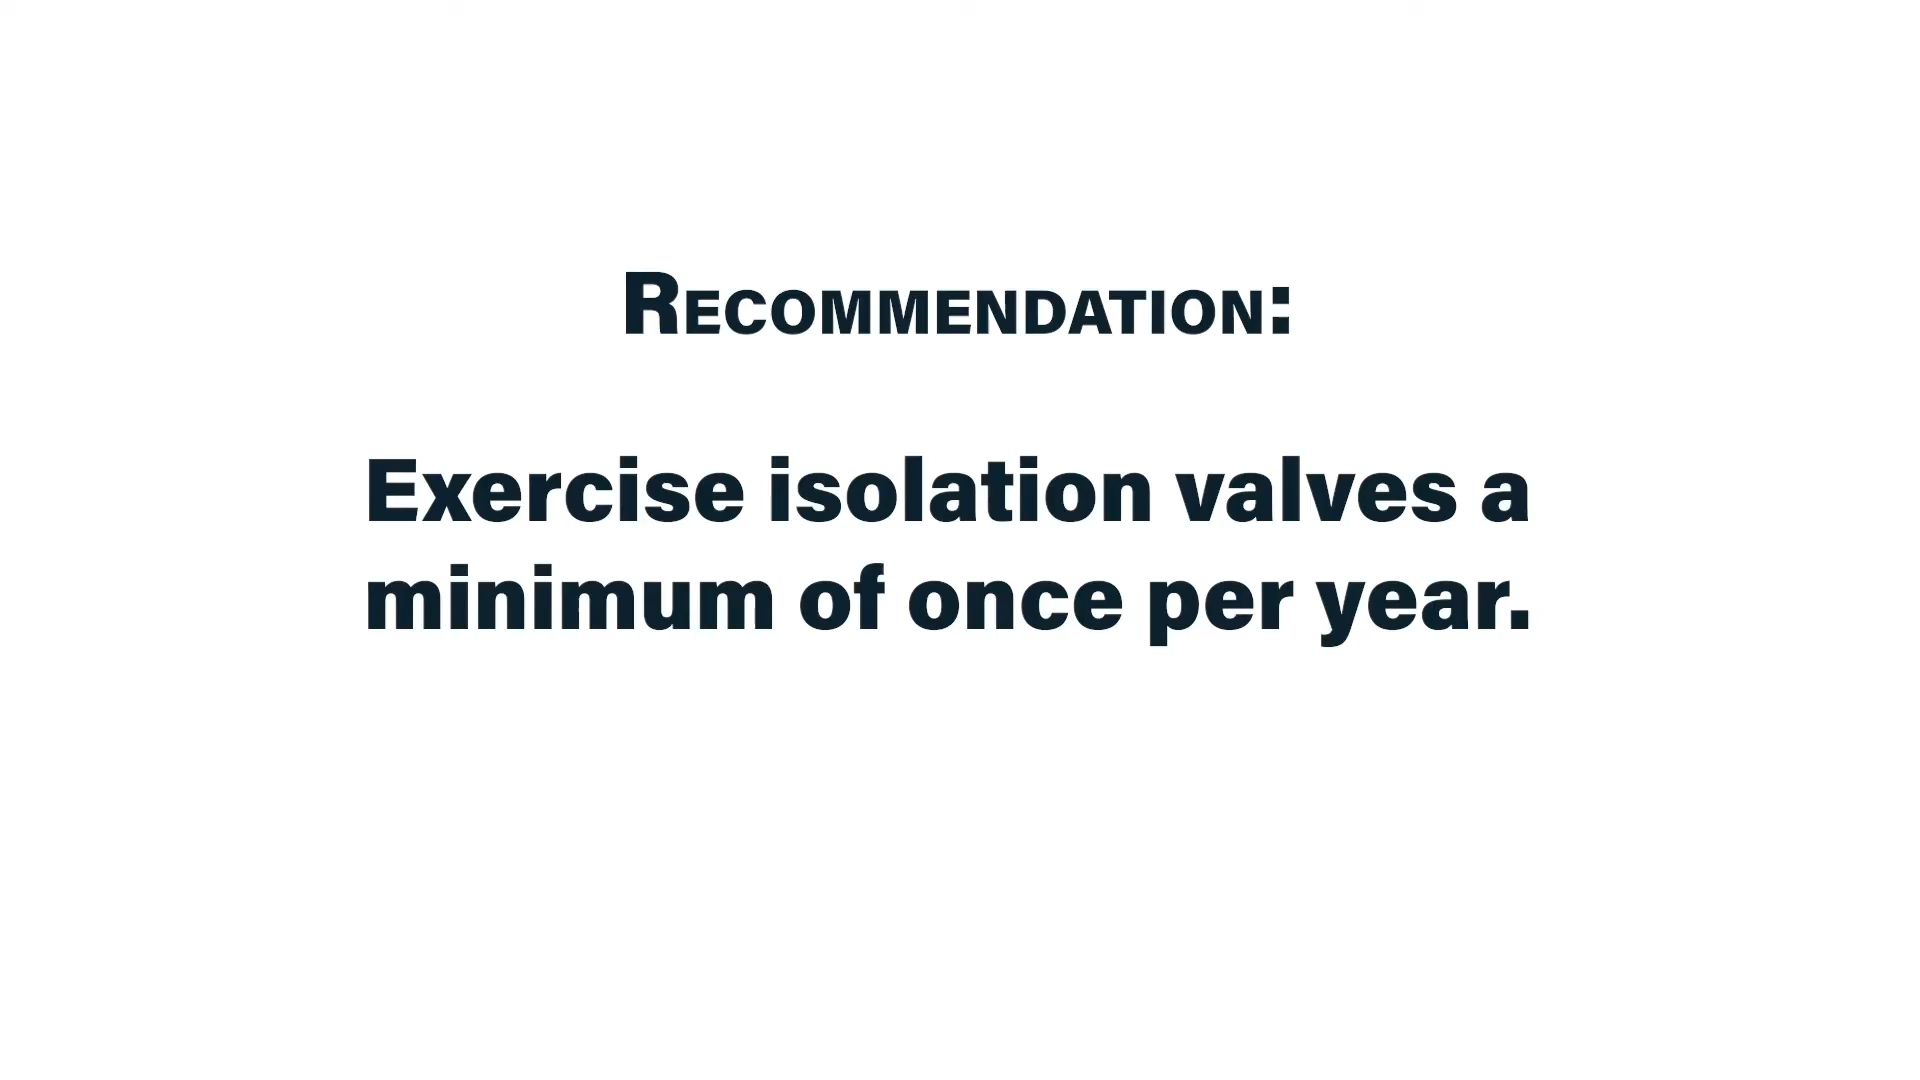 Recommendation:
Exercise isolation valves a
minimum of once per year.